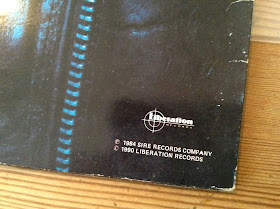 Liberation
RECORDS
℗ 1984 SIRE RECORDS COMPANY
© 1990 LIBERATION RECORDS